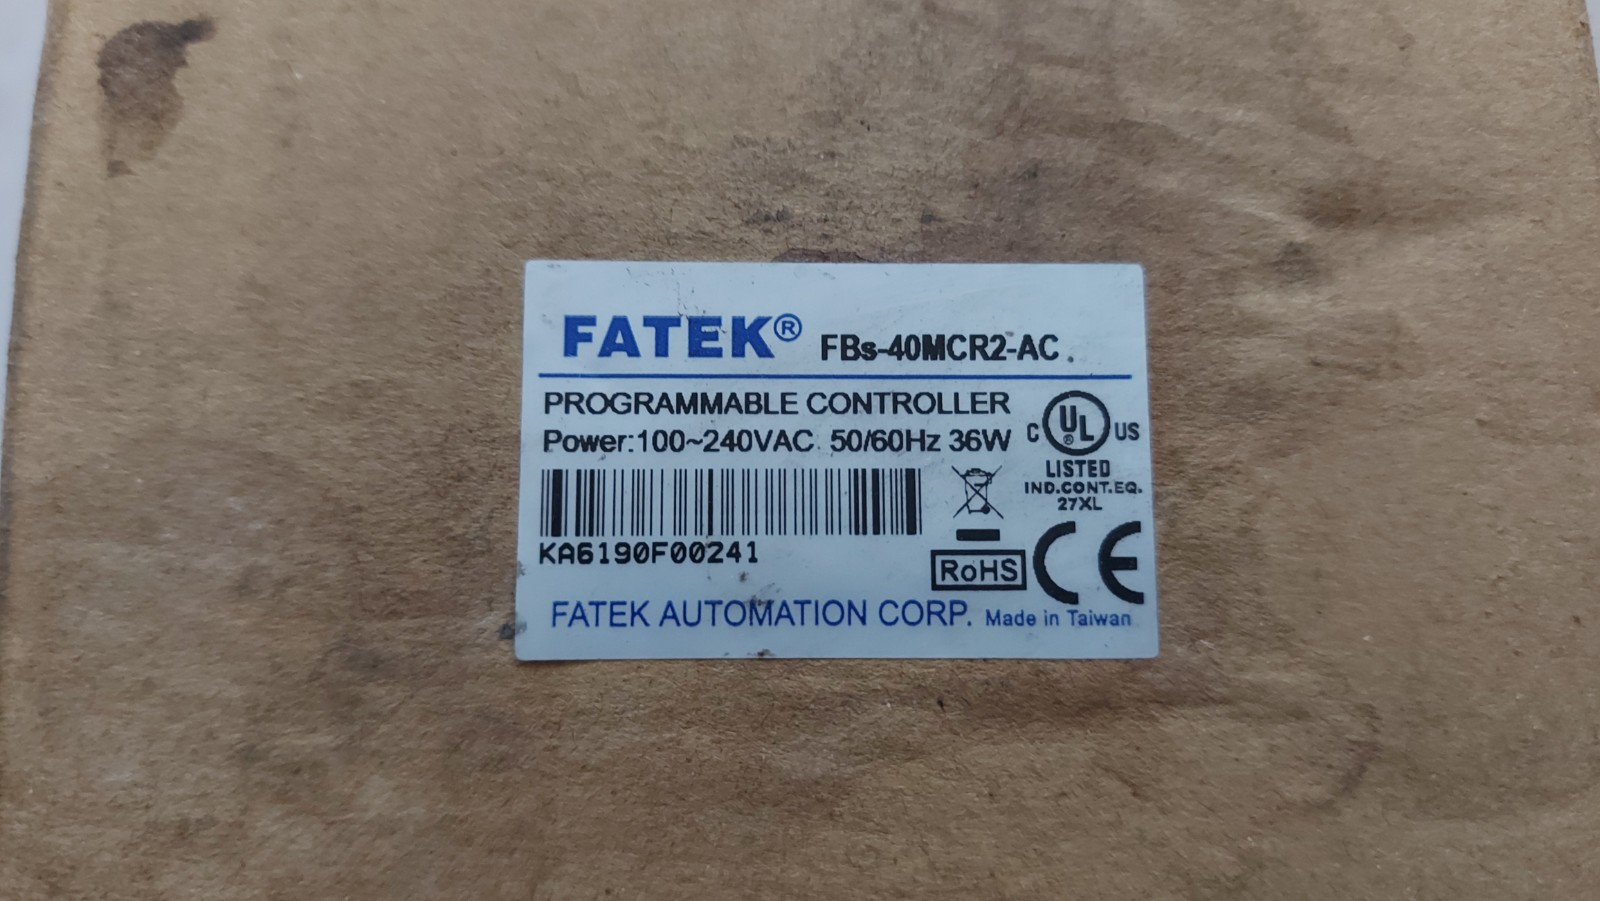 FATEK® FBs-40MCR2-AC
PROGRAMMABLE CONTROLLER
Power:100~240VAC 50/60Hz 36W
C UL® US
LISTED
IND.CONT.EQ.
27XL
KA6190F00241
RoHS CE
FATEK AUTOMATION CORP. Made in Taiwan